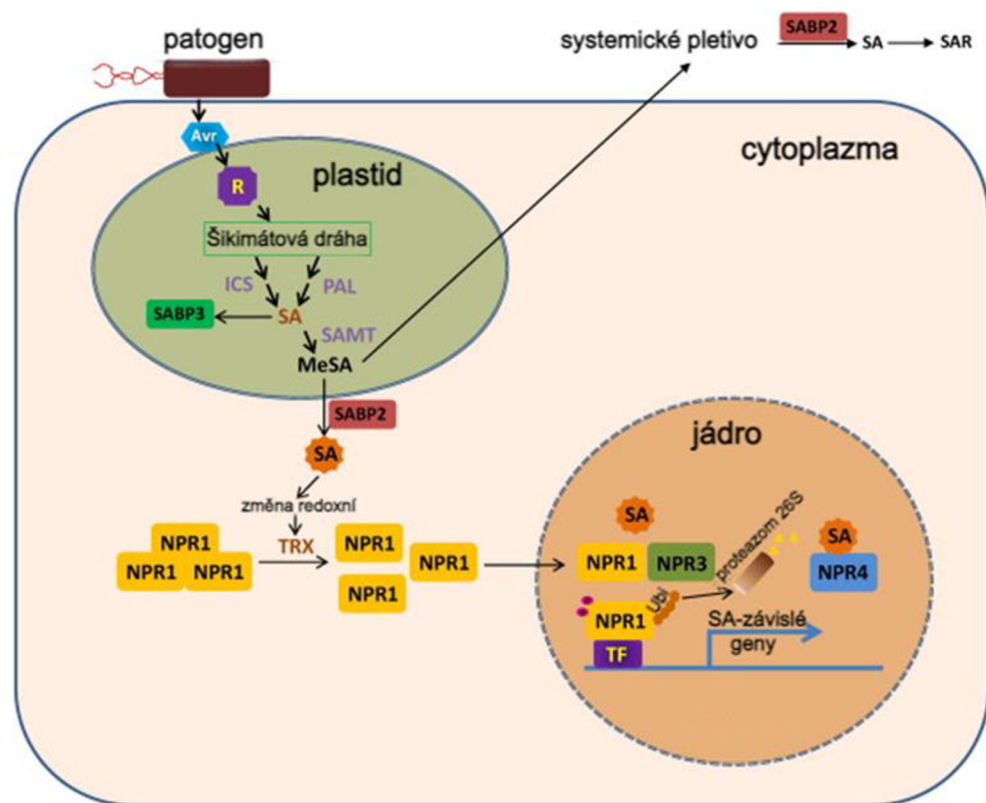 patogen
systemické pletivo
SABP2
SA
SAR
Avr
cytoplazma
plastid
R
Šikimátová dráha
ICS
PAL
SABP3
SA
SAMT
MeSA
SABP2
SA
změna redoxní
TRX
NPR1
NPR1 NPR1
NPR1
NPR1
NPR1
jádro
SA
NPR1
NPR3
proteazom 26S
SA
NPR4
NPR1
Ubi
TF
SA-závislé
geny